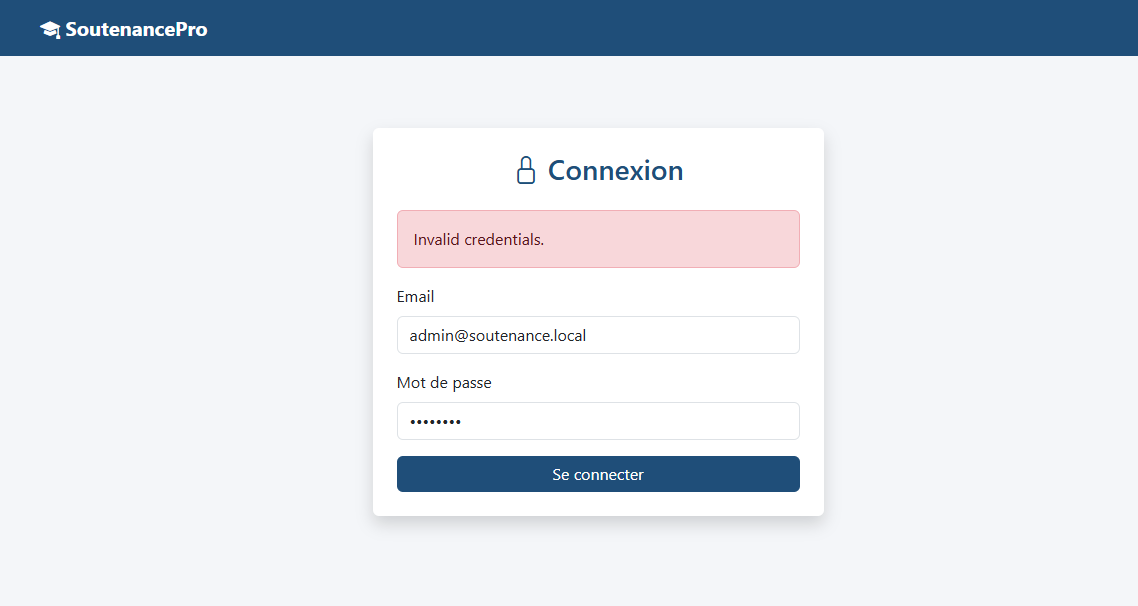 SoutenancePro
Connexion
Invalid credentials.
Email
admin@soutenance.local
Mot de passe
••••••••
Se connecter